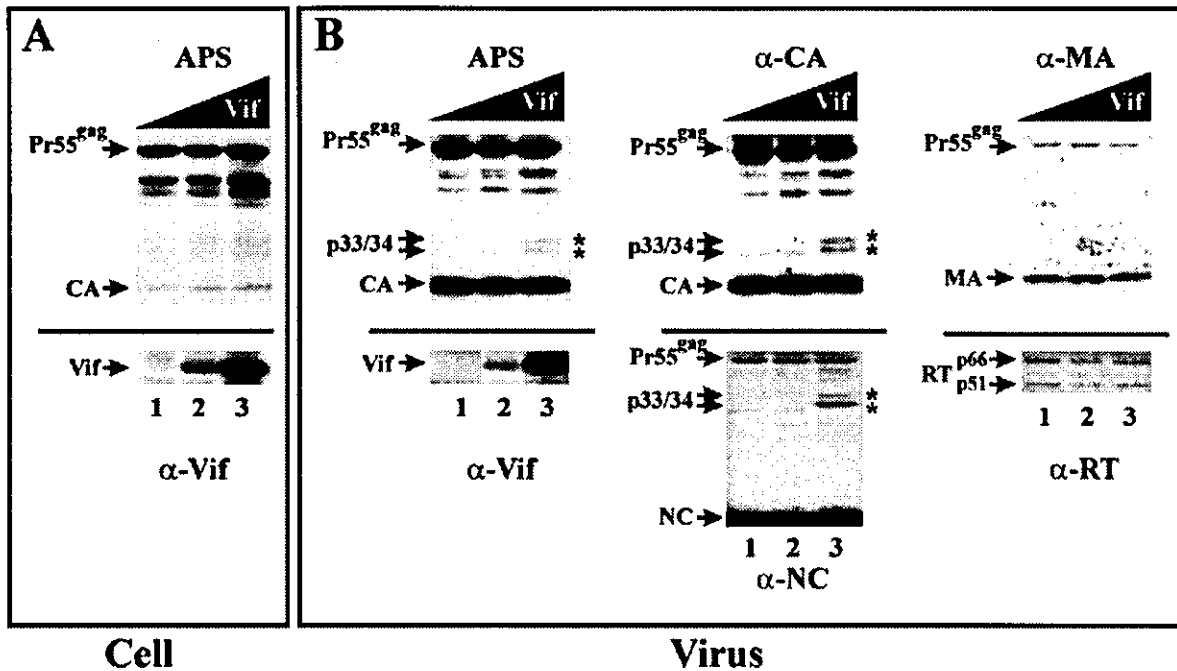 A
APS
Vif
Pr55gag
CA
Vif
1 2 3
α-Vif
Cell
B
APS
Vif
Pr55gag
p33/34
*
*
CA
Vif
1 2 3
α-Vif
α-CA
Vif
Pr55gag
p33/34
*
*
CA
Pr55gag
p33/34
*
*
NC
1 2 3
α-NC
α-MA
Vif
Pr55gag
MA
RT p66
p51
1 2 3
α-RT
Virus